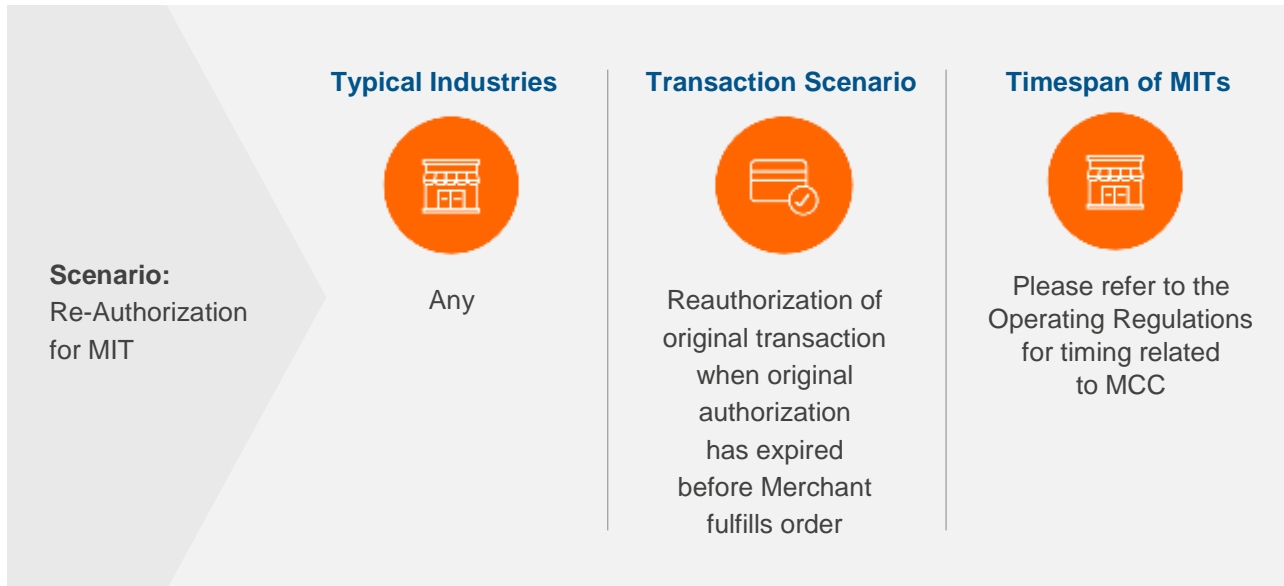 Scenario:
Re-Authorization
for MIT
Typical Industries
Any
Transaction Scenario
Reauthorization of
original transaction
when original
authorization
has expired
before Merchant
fulfills order
Timespan of MITs
Please refer to the
Operating Regulations
for timing related
to MCC